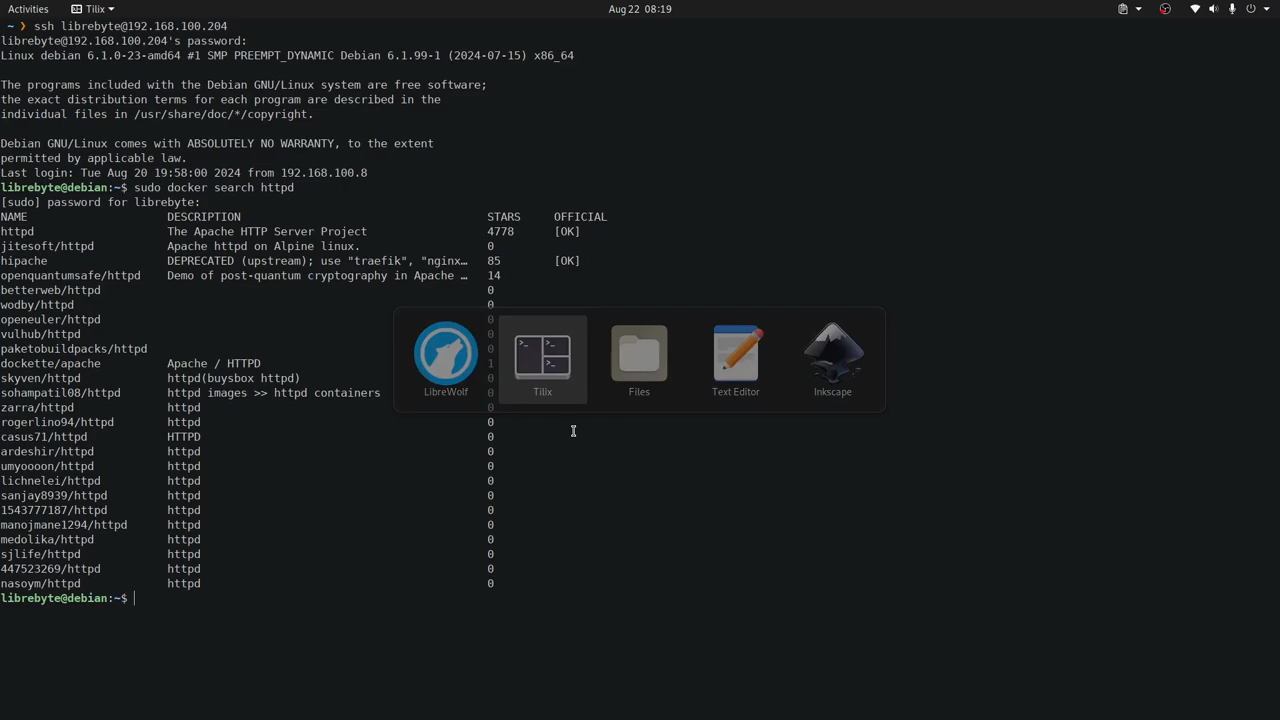 Activities Tilix Aug 22 08:19
~ ❯ ssh librebyte@192.168.100.204
librebyte@192.168.100.204's password:
Linux debian 6.1.0-23-amd64 #1 SMP PREEMPT_DYNAMIC Debian 6.1.99-1 (2024-07-15) x86_64
The programs included with the Debian GNU/Linux system are free software;
the exact distribution terms for each program are described in the
individual files in /usr/share/doc/*/copyright.
Debian GNU/Linux comes with ABSOLUTELY NO WARRANTY, to the extent
permitted by applicable law.
Last login: Tue Aug 20 19:58:00 2024 from 192.168.100.8
librebyte@debian:~$ sudo docker search httpd
[sudo] password for librebyte:
NAME DESCRIPTION STARS OFFICIAL
httpd The Apache HTTP Server Project 4778 [OK]
jitesoft/httpd Apache httpd on Alpine linux. 0
hipache DEPRECATED (upstream); use "traefik", "nginx… 85 [OK]
openquantumsafe/httpd Demo of post-quantum cryptography in Apache … 14
betterweb/httpd 0
wodby/httpd 0
openeuler/httpd 0
vulhub/httpd 0
paketobuildpacks/httpd 0
dockette/apache Apache / HTTPD 1
skyven/httpd httpd(buysbox httpd) 0
sohampatil08/httpd httpd images >> httpd containers 0
zarra/httpd httpd 0
rogerlino94/httpd httpd 0
casus71/httpd HTTPD 0
ardeshir/httpd httpd 0
umyoooon/httpd httpd 0
lichnelei/httpd httpd 0
sanjay8939/httpd httpd 0
1543777187/httpd httpd 0
manojmane1294/httpd httpd 0
medolika/httpd httpd 0
sjlife/httpd httpd 0
447523269/httpd httpd 0
nasoym/httpd httpd 0
librebyte@debian:~$
LibreWolf Tilix Files Text Editor Inkscape